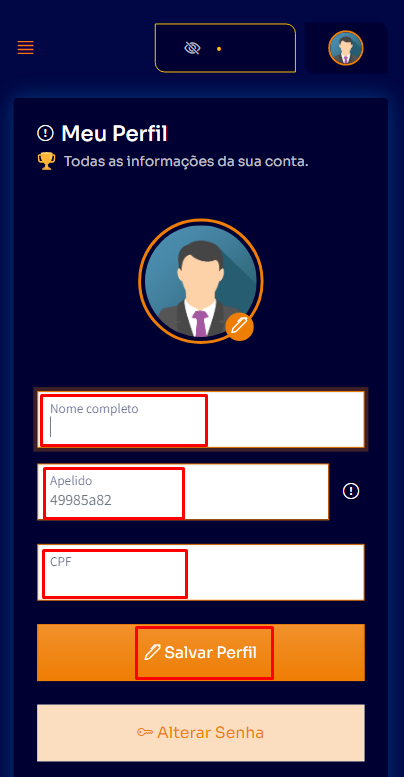 Meu Perfil
Todas as informações da sua conta.
Nome completo
Apelido
49985a82
CPF
Salvar Perfil
Alterar Senha